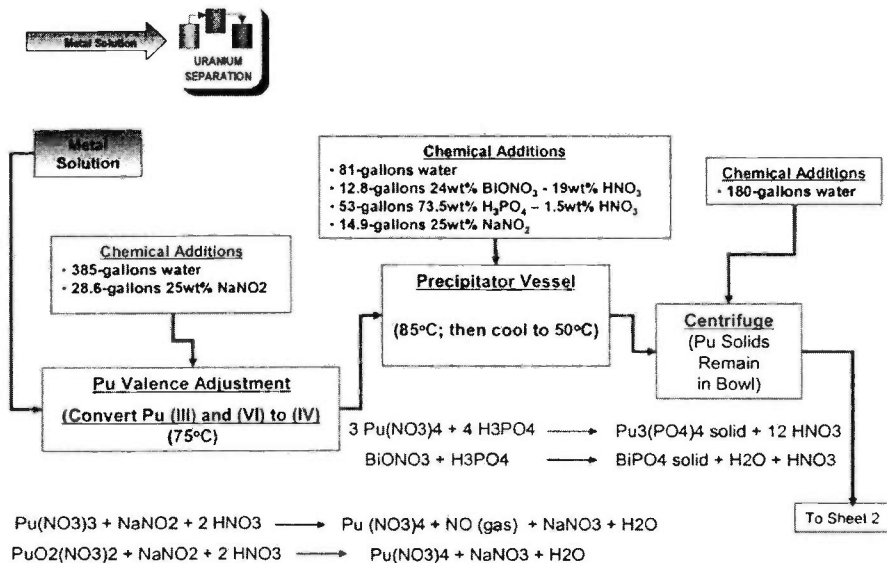 Metal Solution
URANIUM
SEPARATION
Metal
Solution
Chemical Additions
• 385-gallons water
• 28.6-gallons 25wt% NaNO2
Pu Valence Adjustment
(Convert Pu (III) and (VI) to (IV)
(75°C)
Chemical Additions
• 81-gallons water
• 12.8-gallons 24wt% BiONO₃ - 19wt% HNO₃
• 53-gallons 73.5wt% H₃PO₄ – 1.5wt% HNO₃
• 14.9-gallons 25wt% NaNO₂
Precipitator Vessel
(85°C; then cool to 50°C)
Chemical Additions
• 180-gallons water
Centrifuge
(Pu Solids
Remain
in Bowl)
3 Pu(NO3)4 + 4 H3PO4 → Pu3(PO4)4 solid + 12 HNO3
BiONO3 + H3PO4 → BiPO4 solid + H2O + HNO3
To Sheet 2
Pu(NO3)3 + NaNO2 + 2 HNO3 → Pu (NO3)4 + NO (gas) + NaNO3 + H2O
PuO2(NO3)2 + NaNO2 + 2 HNO3 → Pu(NO3)4 + NaNO3 + H2O